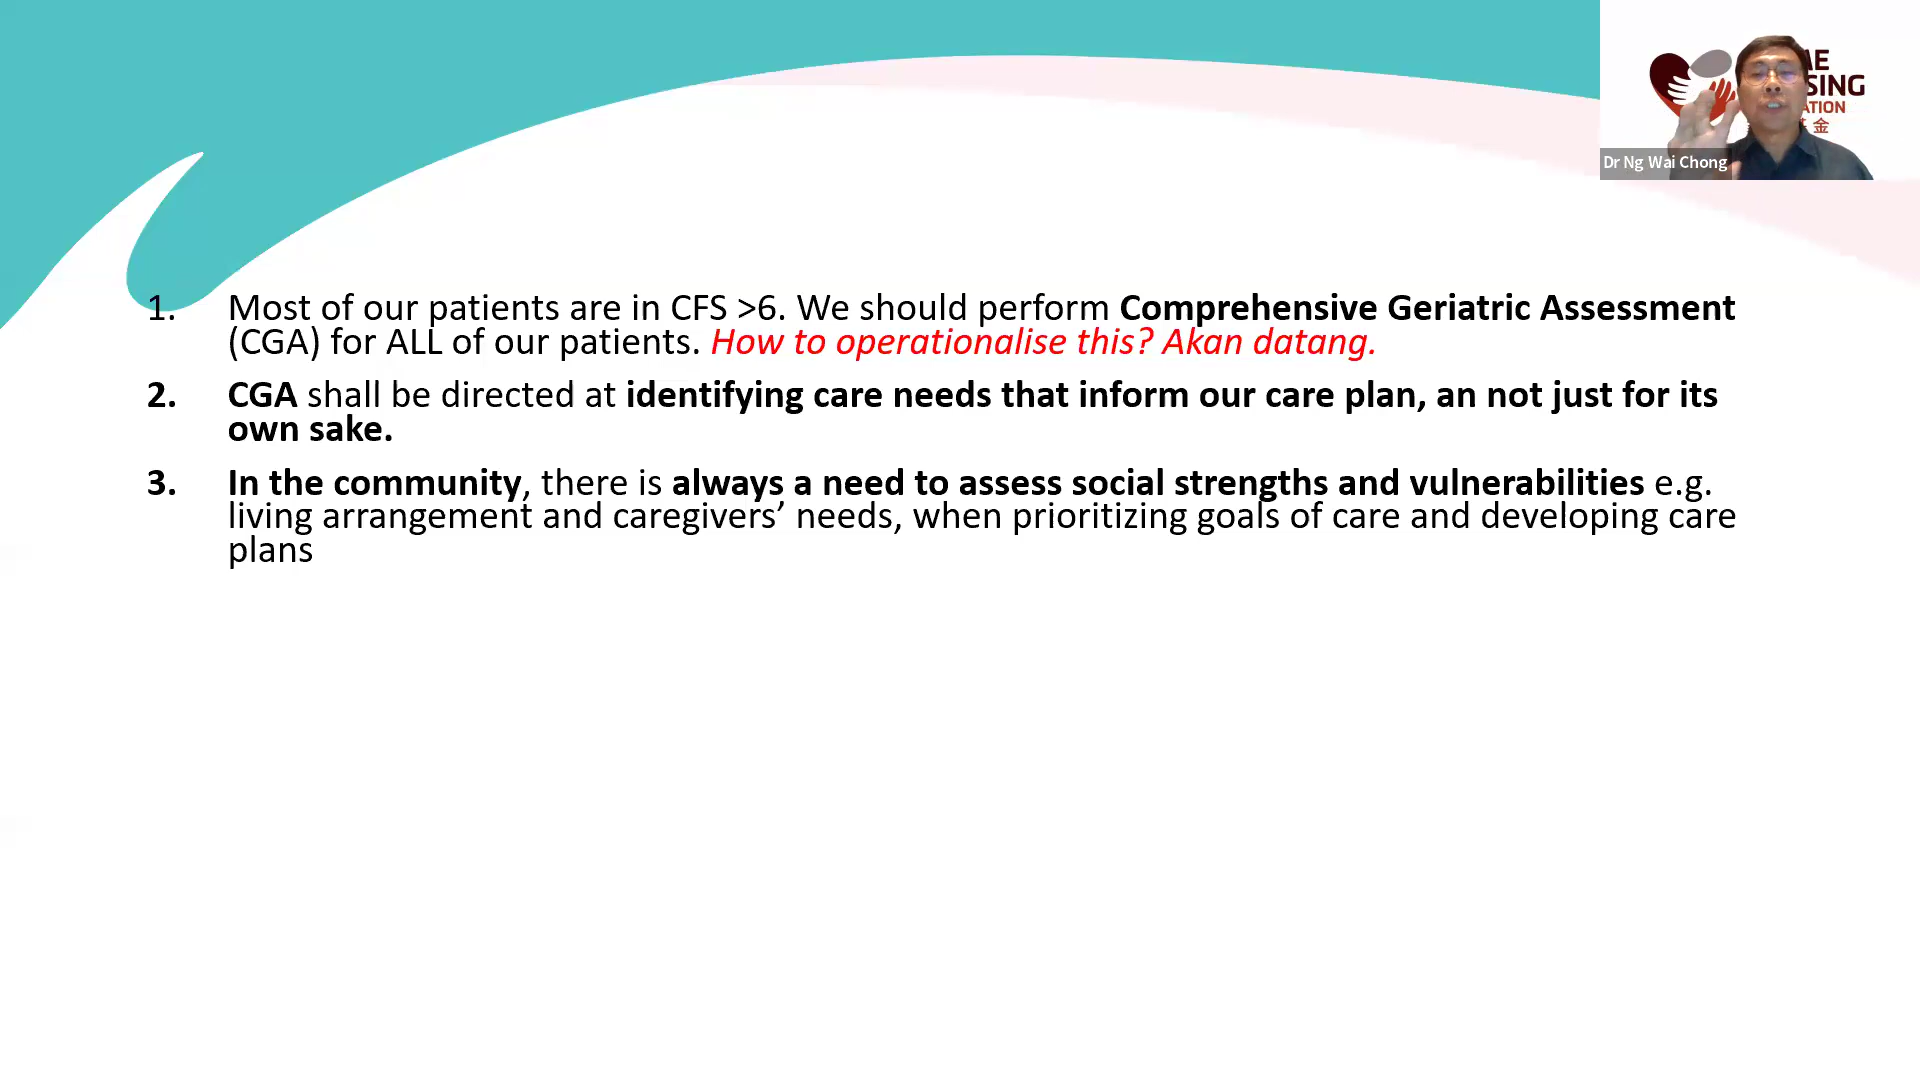 AE
SING
ATION
金
Dr Ng Wai Chong
1. Most of our patients are in CFS >6. We should perform Comprehensive Geriatric Assessment
(CGA) for ALL of our patients. How to operationalise this? Akan datang.
2. CGA shall be directed at identifying care needs that inform our care plan, an not just for its
own sake.
3. In the community, there is always a need to assess social strengths and vulnerabilities e.g.
living arrangement and caregivers’ needs, when prioritizing goals of care and developing care
plans